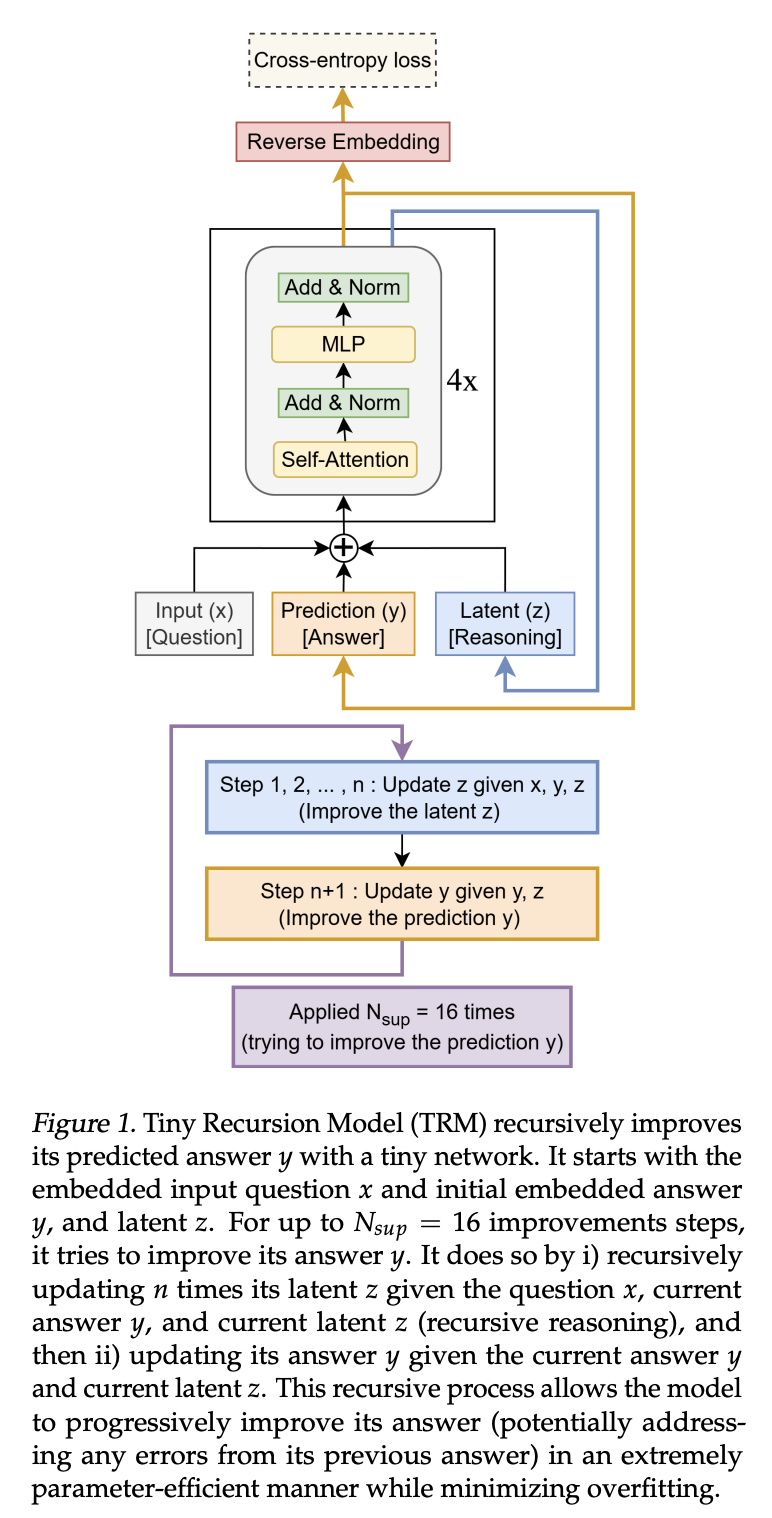 Cross-entropy loss
Reverse Embedding
Add & Norm
MLP
4x
Add & Norm
Self-Attention
+
Input (x)
[Question]
Prediction (y)
[Answer]
Latent (z)
[Reasoning]
Step 1, 2, ... , n : Update z given x, y, z
(Improve the latent z)
Step n+1 : Update y given y, z
(Improve the prediction y)
Applied Nsup = 16 times
(trying to improve the prediction y)
Figure 1. Tiny Recursion Model (TRM) recursively improves
its predicted answer y with a tiny network. It starts with the
embedded input question x and initial embedded answer
y, and latent z. For up to Nsup = 16 improvements steps,
it tries to improve its answer y. It does so by i) recursively
updating n times its latent z given the question x, current
answer y, and current latent z (recursive reasoning), and
then ii) updating its answer y given the current answer y
and current latent z. This recursive process allows the model
to progressively improve its answer (potentially address-
ing any errors from its previous answer) in an extremely
parameter-efficient manner while minimizing overfitting.